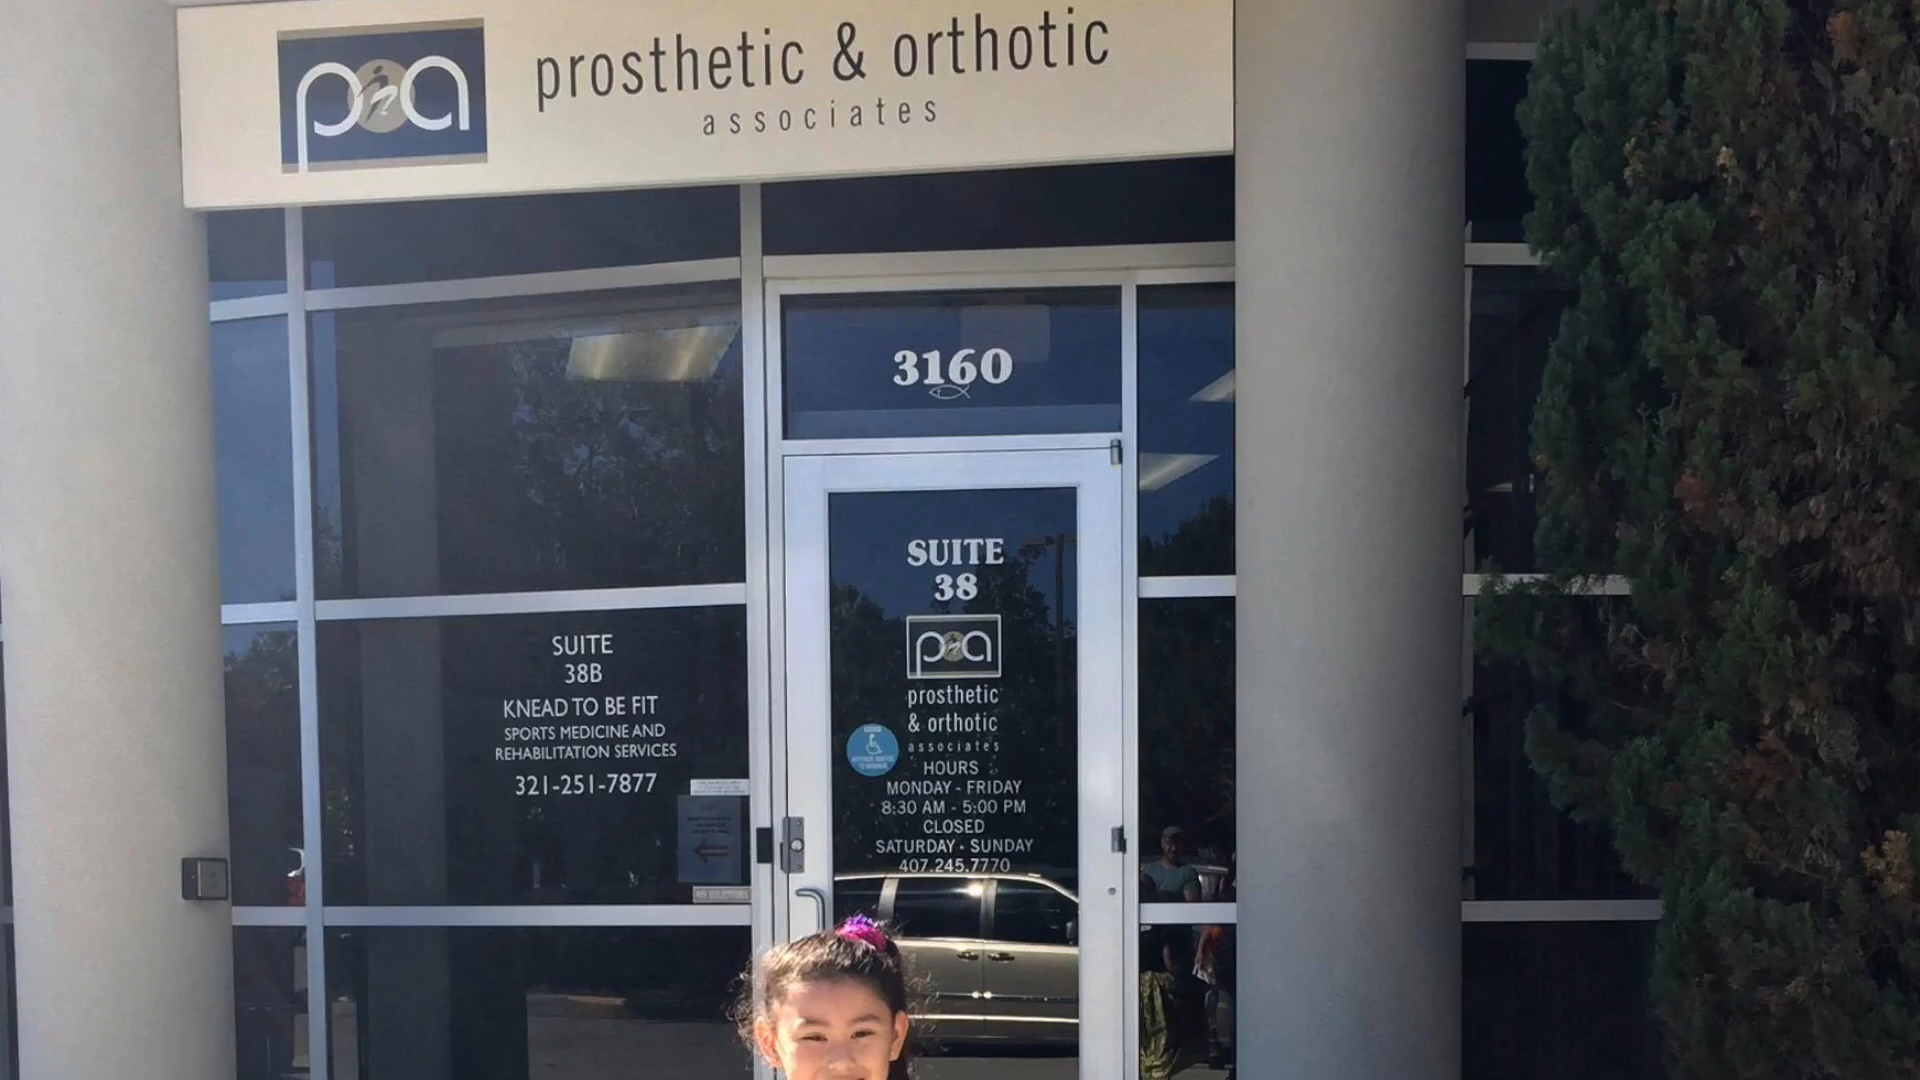 poa
prosthetic & orthotic
associates
3160
SUITE
38
poa
prosthetic
& orthotic
associates
HOURS
MONDAY - FRIDAY
8:30 AM - 5:00 PM
CLOSED
SATURDAY - SUNDAY
407.245.7770
SUITE
38B
KNEAD TO BE FIT
SPORTS MEDICINE AND
REHABILITATION SERVICES
321-251-7877